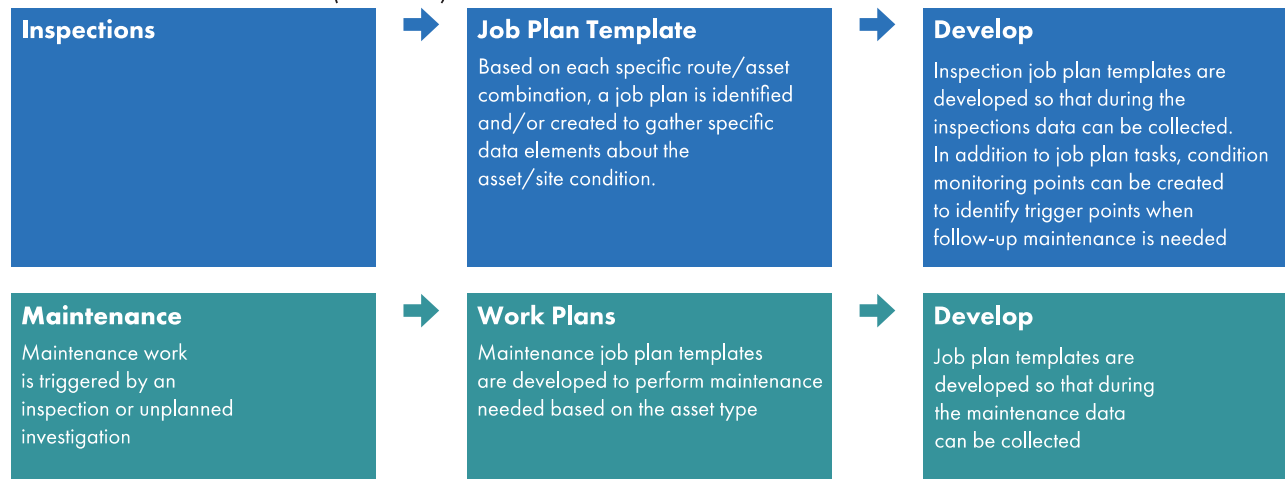 Inspections
Job Plan Template
Based on each specific route/asset
combination, a job plan is identified
and/or created to gather specific
data elements about the
asset/site condition.
Develop
Inspection job plan templates are
developed so that during the
inspections data can be collected.
In addition to job plan tasks, condition
monitoring points can be created
to identify trigger points when
follow-up maintenance is needed
Maintenance
Maintenance work
is triggered by an
inspection or unplanned
investigation
Work Plans
Maintenance job plan templates
are developed to perform maintenance
needed based on the asset type
Develop
Job plan templates are
developed so that during
the maintenance data
can be collected